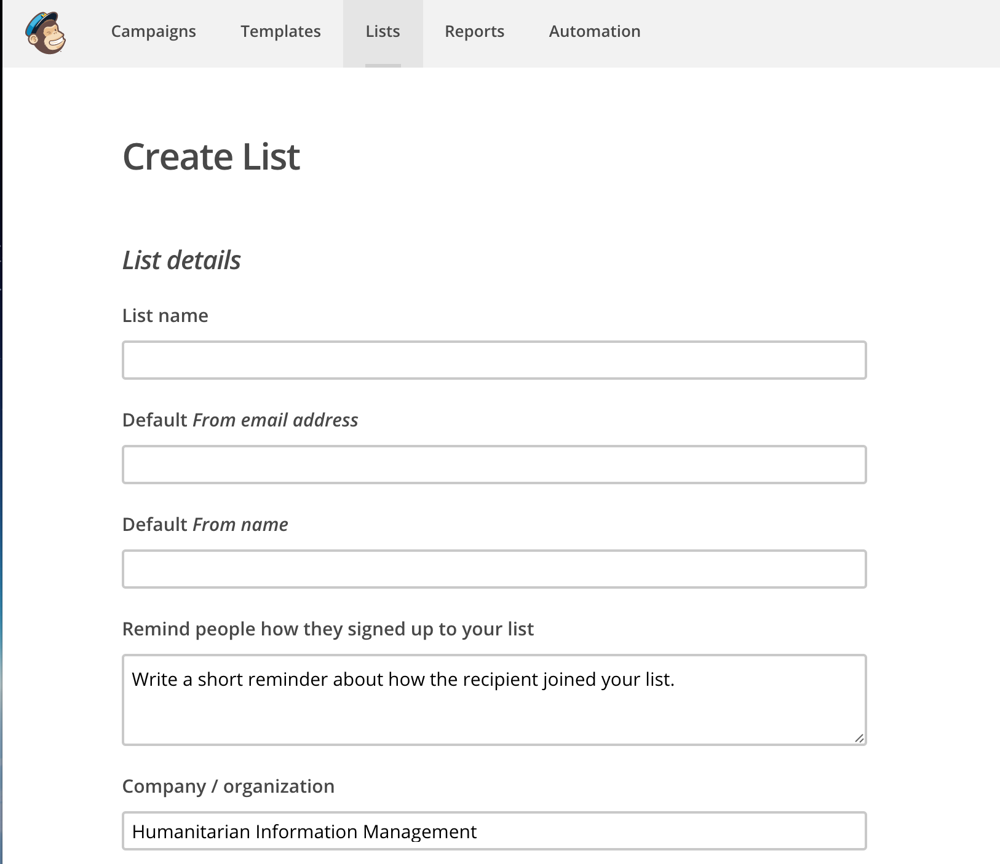 Campaigns Templates Lists Reports Automation
Create List
List details
List name
Default From email address
Default From name
Remind people how they signed up to your list
Write a short reminder about how the recipient joined your list.
Company / organization
Humanitarian Information Management